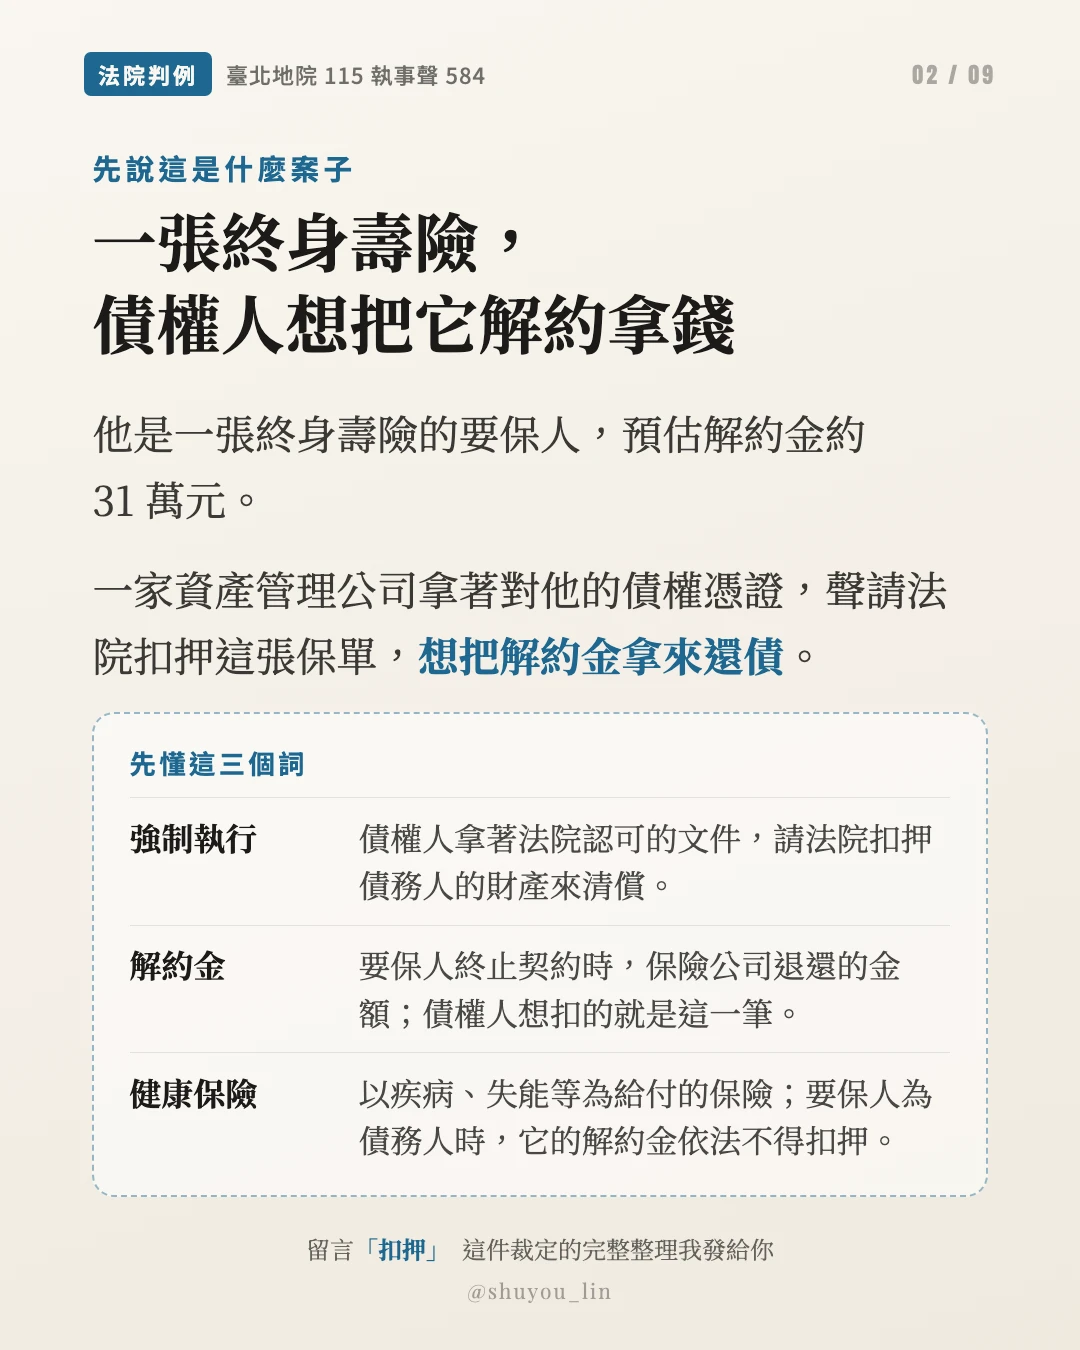 法院判例 臺北地院 115 執事聲 584
02 / 09
先說這是什麼案子
一張終身壽險，
債權人想把它解約拿錢
他是一張終身壽險的要保人，預估解約金約
31 萬元。
一家資產管理公司拿著對他的債權憑證，聲請法
院扣押這張保單，想把解約金拿來還債。
先懂這三個詞
強制執行
債權人拿著法院認可的文件，請法院扣押
債務人的財產來清償。
解約金
要保人終止契約時，保險公司退還的金
額；債權人想扣的就是這一筆。
健康保險
以疾病、失能等為給付的保險；要保人為
債務人時，它的解約金依法不得扣押。
留言「扣押」 這件裁定的完整整理我發給你
@shuyou_lin